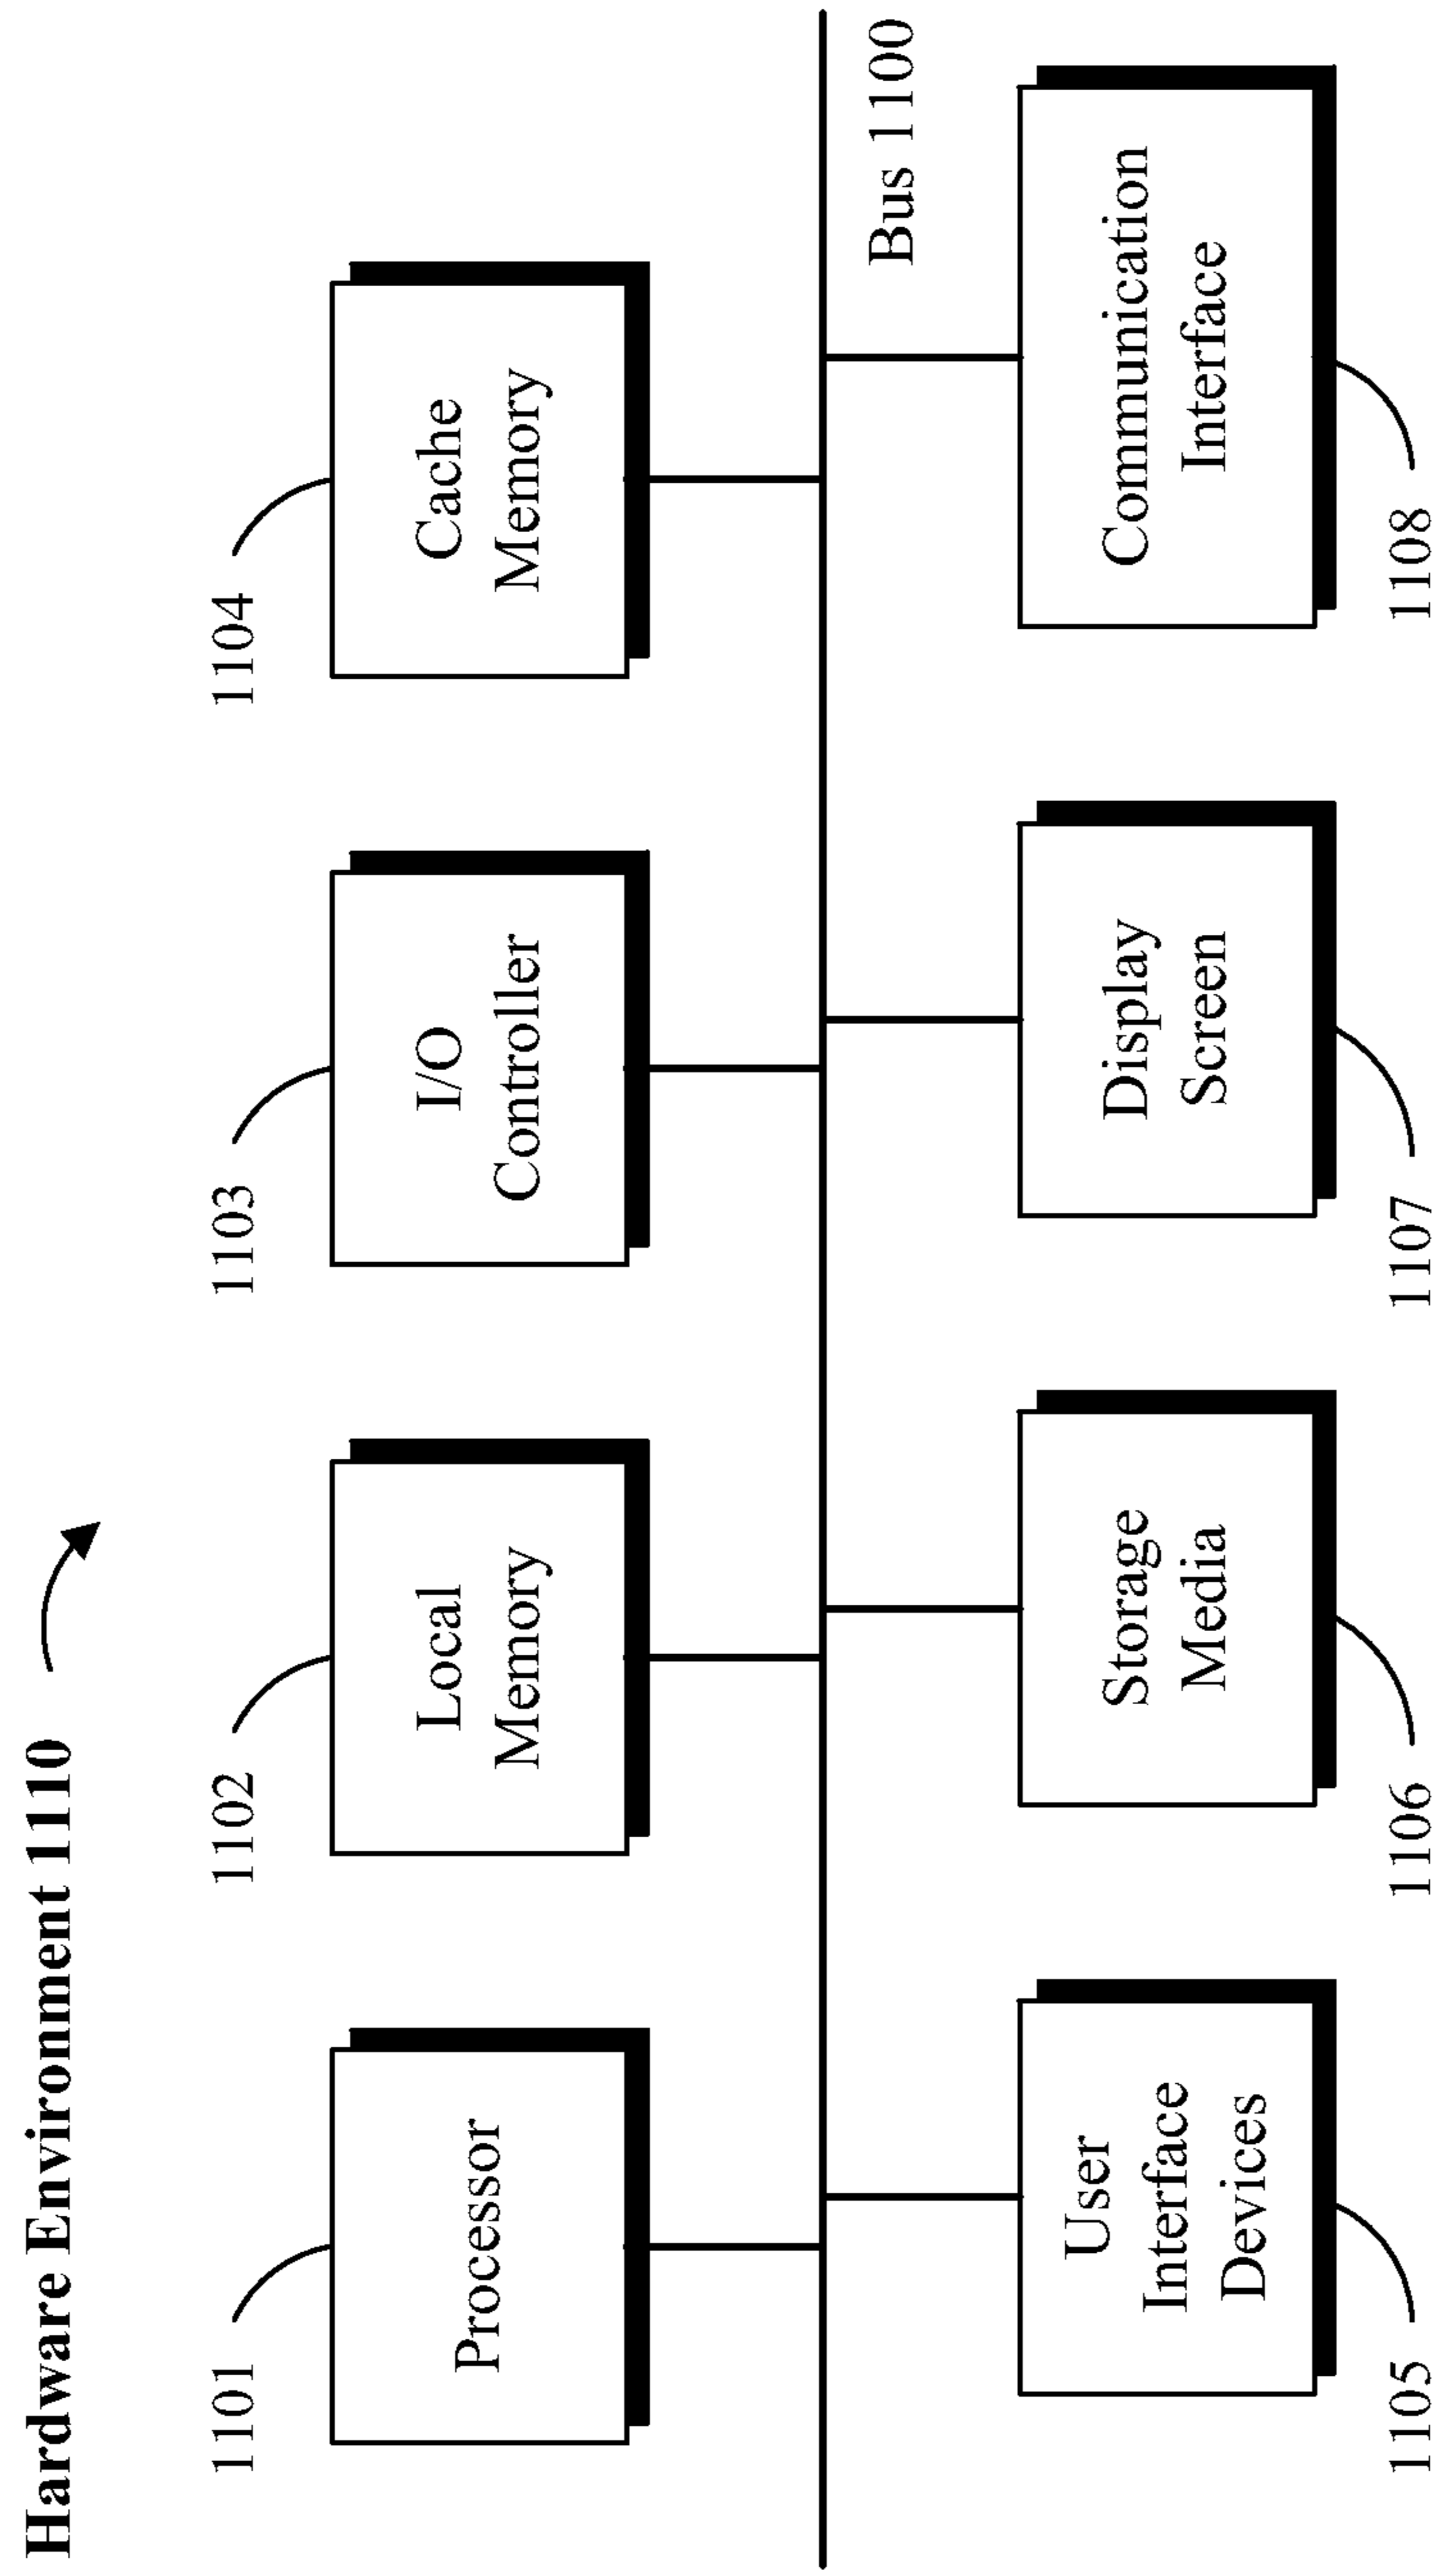 Hardware Environment 1110
1101
Processor
1102
Local
Memory
1103
I/O
Controller
1104
Cache
Memory
Bus 1100
User
Interface
Devices
1105
Storage
Media
1106
Display
Screen
1107
Communication
Interface
1108